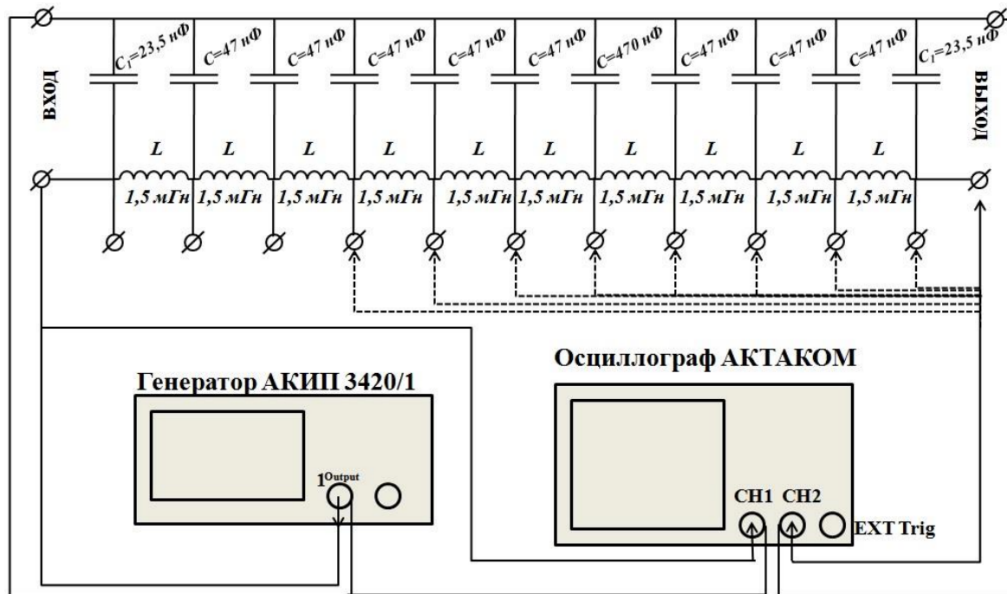 C₁=23,5 нФ
C=47 нФ
C=47 нФ
C=47 нФ
C=47 нФ
C=47 нФ
C=470 нФ
C=47 нФ
C=47 нФ
C=47 нФ
C₁=23,5 нФ
ВХОД
ВЫХОД
L L L L L L L L L L
1,5 мГн 1,5 мГн 1,5 мГн 1,5 мГн 1,5 мГн 1,5 мГн 1,5 мГн 1,5 мГн 1,5 мГн 1,5 мГн
Генератор АКИП 3420/1
1 Output
Осциллограф АКТАКОМ
CH1 CH2
EXT Trig